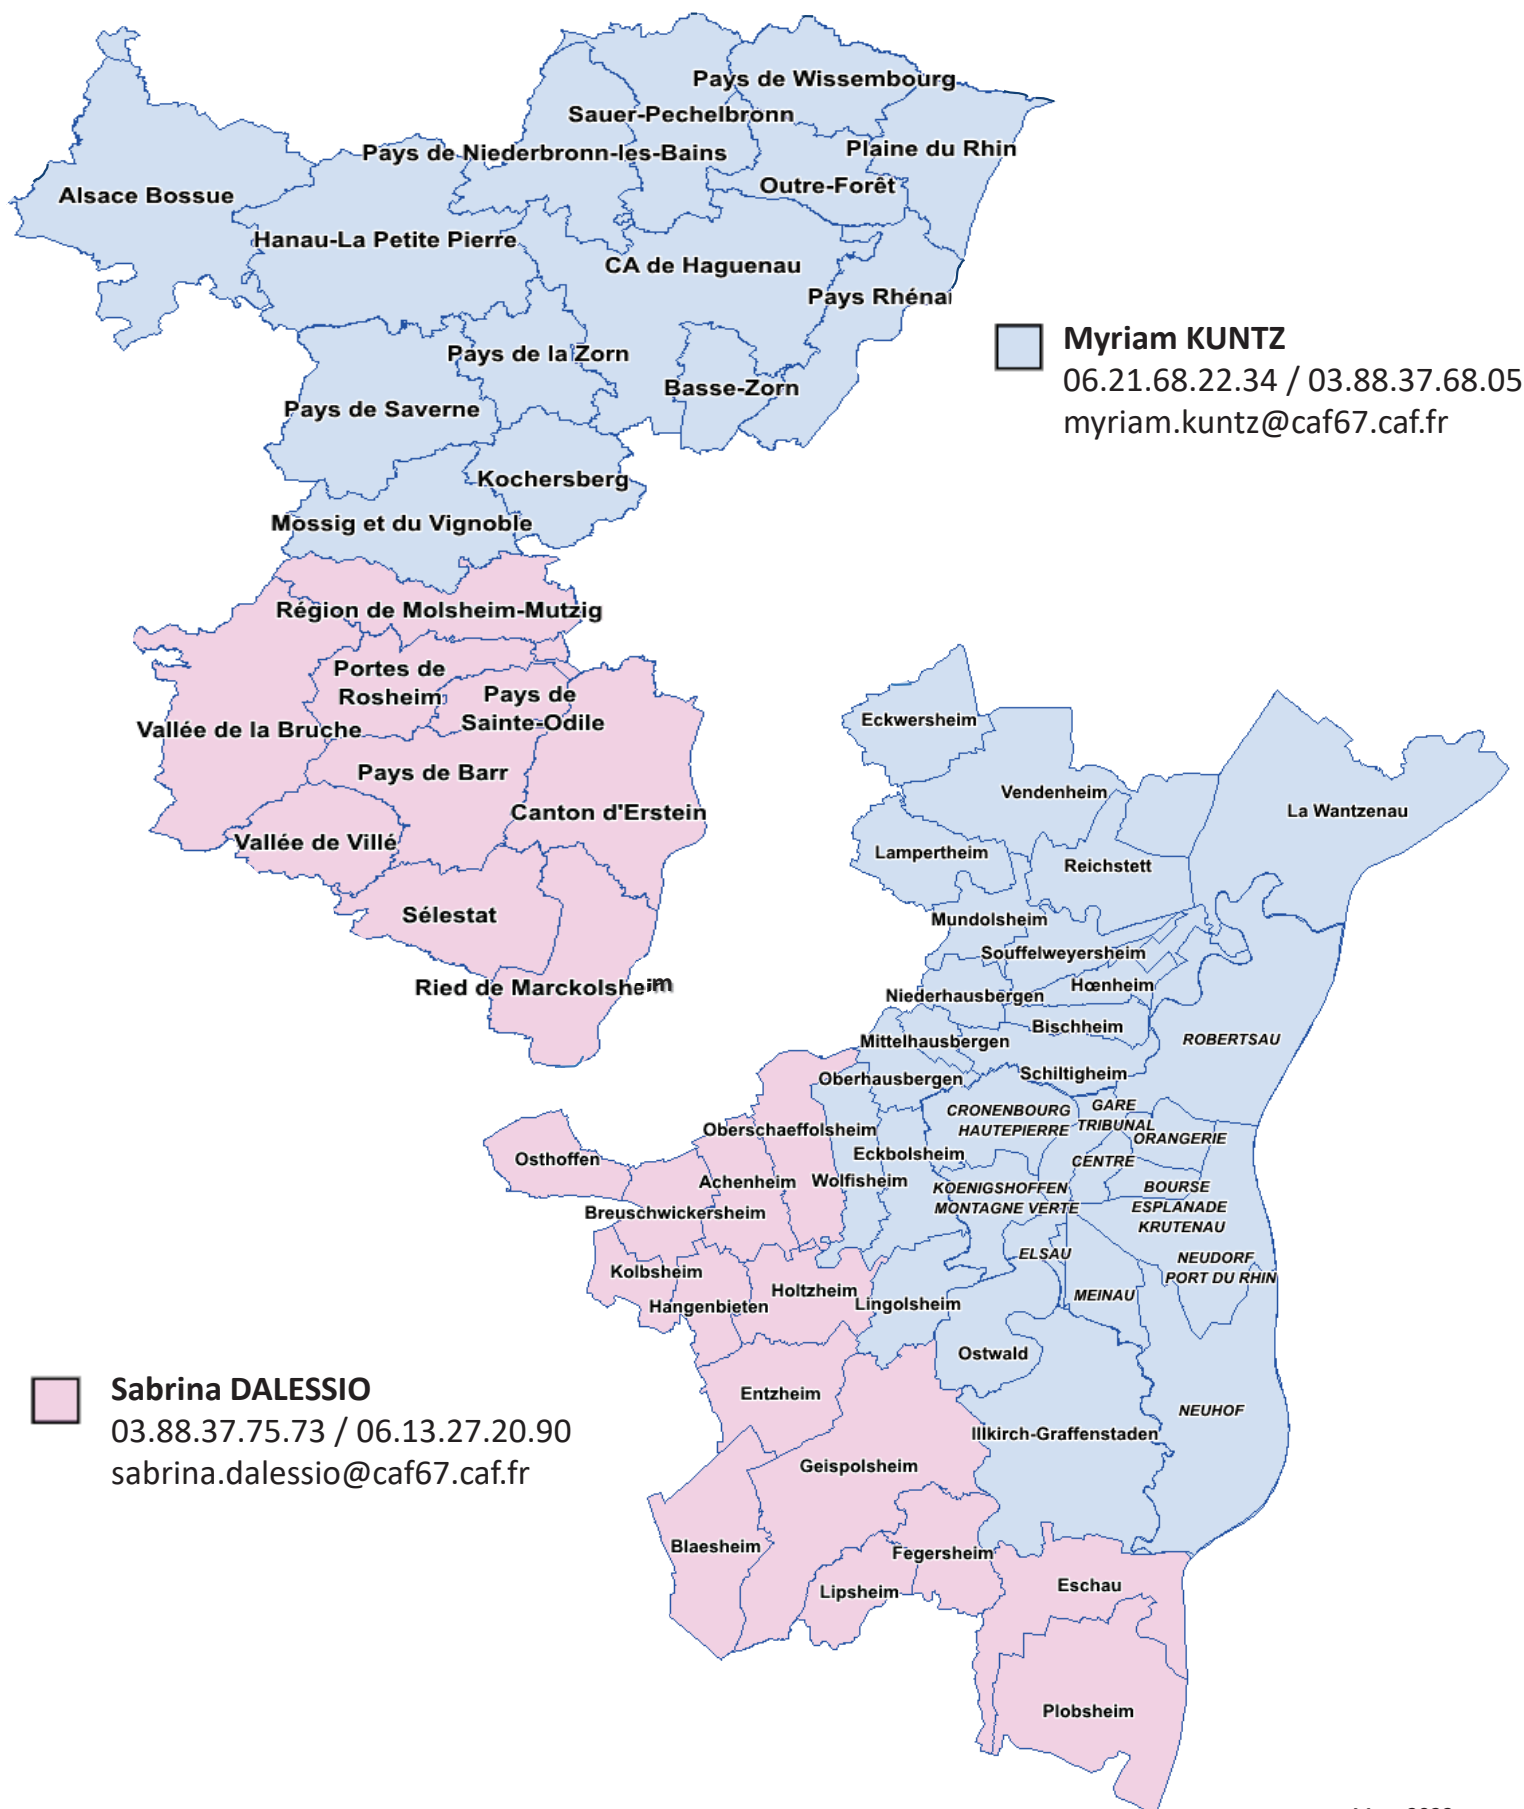 Pays de Wissembourg
Sauer-Pechelbronn
Pays de Niederbronn-les-Bains
Plaine du Rhin
Alsace Bossue
Outre-Forêt
Hanau-La Petite Pierre
CA de Haguenau
Pays Rhéna
Myriam KUNTZ
06.21.68.22.34 / 03.88.37.68.05
myriam.kuntz@caf67.caf.fr
Pays de la Zorn
Basse-Zorn
Pays de Saverne
Kochersberg
Mossig et du Vignoble
Région de Molsheim-Mutzig
Portes de
Rosheim
Pays de
Sainte-Odile
Vallée de la Bruche
Pays de Barr
Canton d'Erstein
Vallée de Villé
Sélestat
Ried de Marckolsheim
Eckwersheim
Vendenheim
La Wantzenau
Lampertheim
Reichstett
Mundolsheim
Souffelweyersheim
Hœnheim
Niederhausbergen
Bischheim
Mittelhausbergen
ROBERTSAU
Schiltigheim
Oberhausbergen
CRONENBOURG
HAUTEPIERRE
GARE
TRIBUNAL
ORANGERIE
Oberschaeffolsheim
Osthoffen
Eckbolsheim
CENTRE
Achenheim
Wolfisheim
KOENIGSHOFFEN
MONTAGNE VERTE
BOURSE
ESPLANADE
KRUTENAU
Breuschwickersheim
ELSAU
NEUDORF
PORT DU RHIN
Kolbsheim
Holtzheim
MEINAU
Hangenbieten
Lingolsheim
Ostwald
Sabrina DALESSIO
03.88.37.75.73 / 06.13.27.20.90
sabrina.dalessio@caf67.caf.fr
Entzheim
NEUHOF
Illkirch-Graffenstaden
Geispolsheim
Blaesheim
Fegersheim
Eschau
Lipsheim
Plobsheim